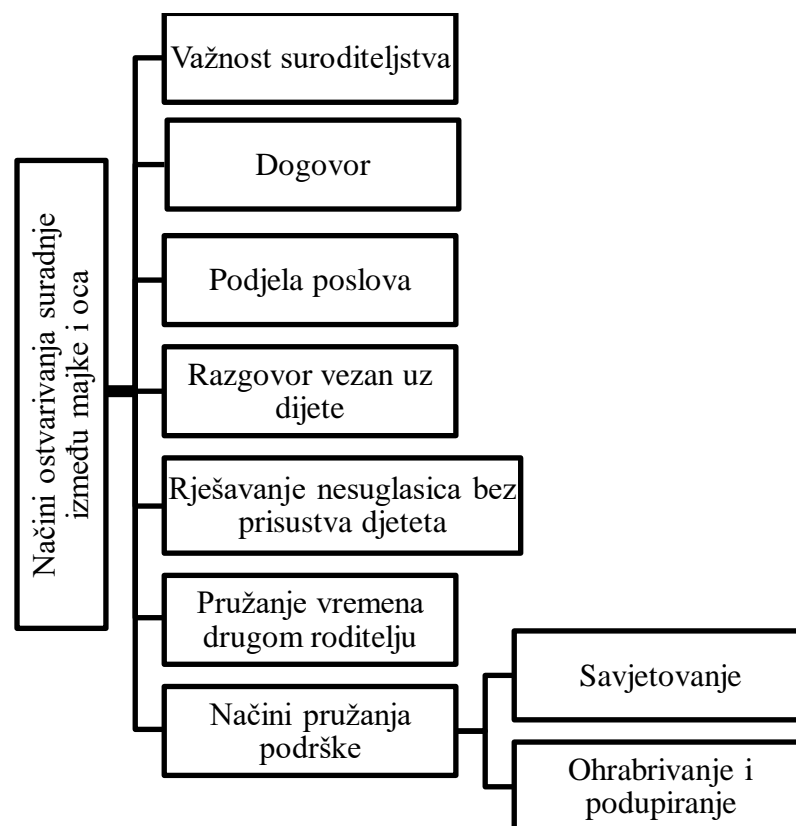 Načini ostvarivanja suradnje
između majke i oca
Važnost suroditeljstva
Dogovor
Podjela poslova
Razgovor vezan uz
dijete
Rješavanje nesuglasica bez
prisustva djeteta
Pružanje vremena
drugom roditelju
Načini pružanja
podrške
Savjetovanje
Ohrabrivanje i
podupiranje